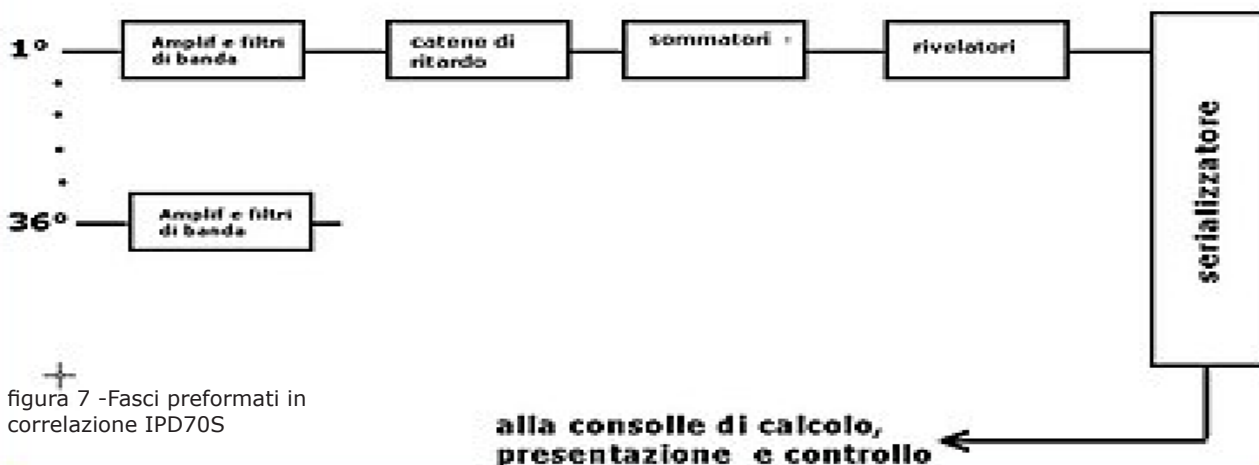 1°
Amplif e filtri
di banda
catene di
ritardo
sommatori -
rivelatori
serializzatore
36°
Amplif e filtri
di banda
figura 7 -Fasci preformati in
correlazione IPD70S
alla consolle di calcolo,
presentazione e controllo